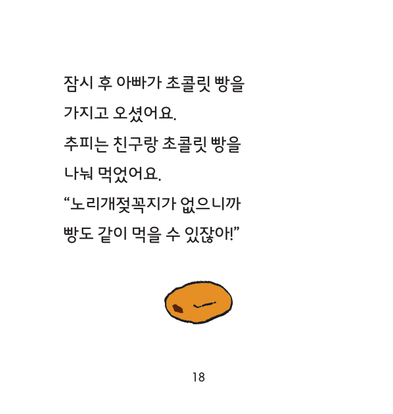 잠시 후 아빠가 초콜릿 빵을
가지고 오셨어요.
추피는 친구랑 초콜릿 빵을
나눠 먹었어요.
“노리개젖꼭지가 없으니까
빵도 같이 먹을 수 있잖아!”
18